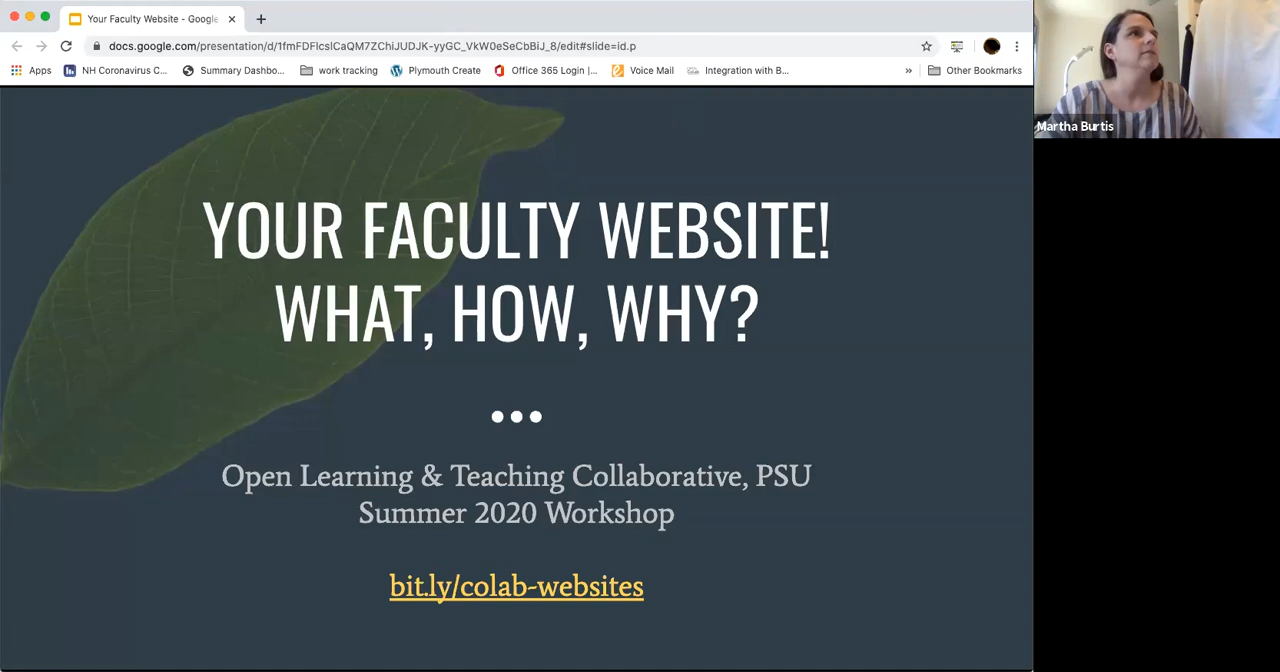 Your Faculty Website - Google
docs.google.com/presentation/d/1fmFDFlcslCaQM7ZChiJUDJK-yyGC_VkW0eSeCbBiJ_8/edit#slide=id.p
Apps
NH Coronavirus C...
Summary Dashbo...
work tracking
Plymouth Create
Office 365 Login |...
Voice Mail
Integration with B...
»
Other Bookmarks
Martha Burtis
YOUR FACULTY WEBSITE!
WHAT, HOW, WHY?
Open Learning & Teaching Collaborative, PSU
Summer 2020 Workshop
bit.ly/colab-websites